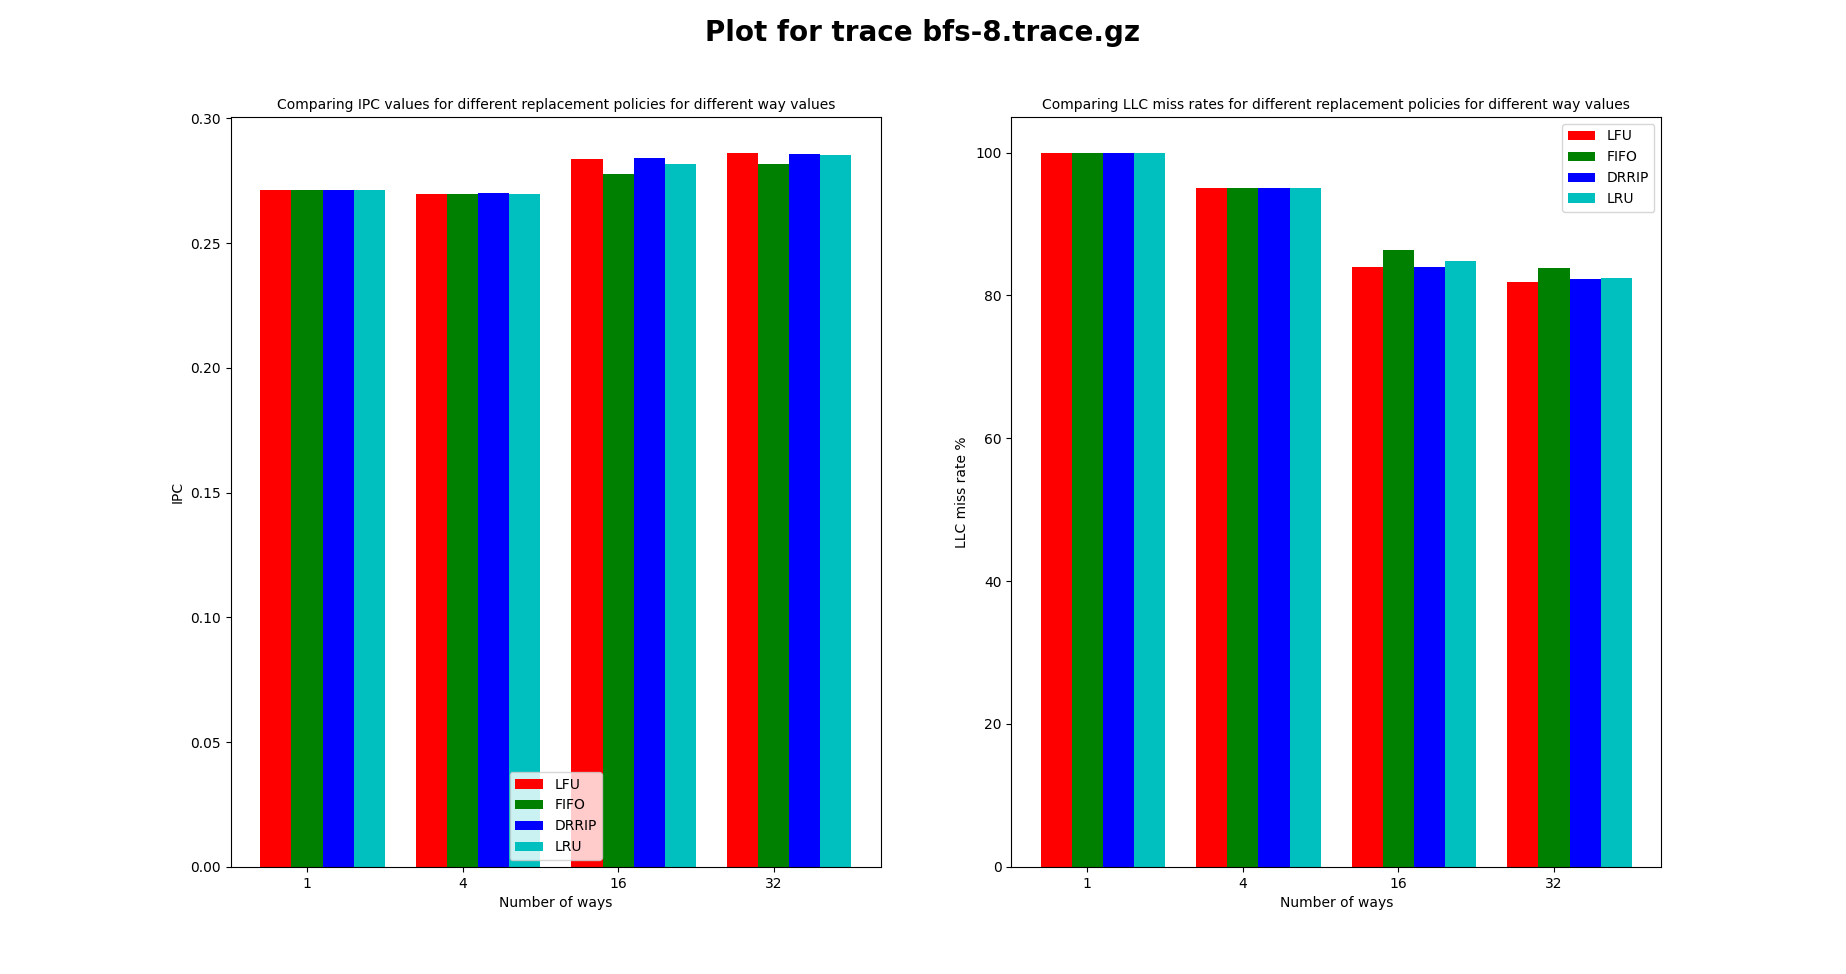 Plot for trace bfs-8.trace.gz
Comparing IPC values for different replacement policies for different way values
0.30
0.25
0.20
0.15
0.10
0.05
0.00
IPC
1 4 16 32
Number of ways
LFU
FIFO
DRRIP
LRU
Comparing LLC miss rates for different replacement policies for different way values
100
80
60
40
20
0
LLC miss rate %
1 4 16 32
Number of ways
LFU
FIFO
DRRIP
LRU